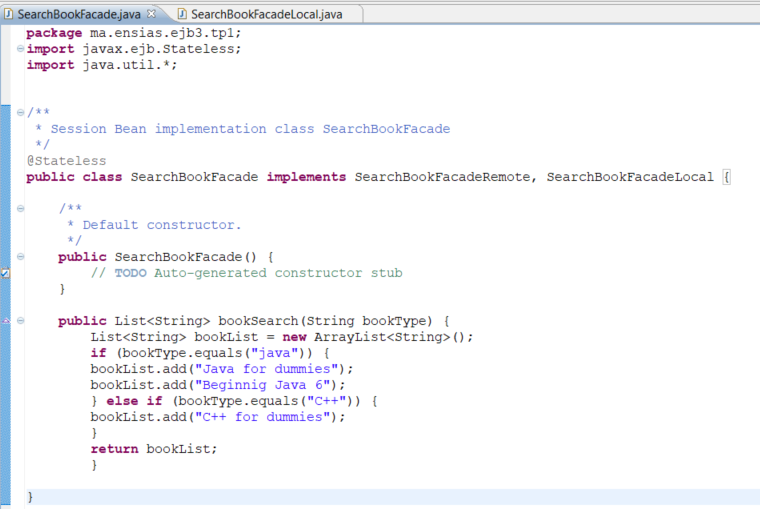 SearchBookFacade.java SearchBookFacadeLocal.java
package ma.ensias.ejb3.tp1;
import javax.ejb.Stateless;
import java.util.*;
/**
* Session Bean implementation class SearchBookFacade
*/
@Stateless
public class SearchBookFacade implements SearchBookFacadeRemote, SearchBookFacadeLocal {
/**
* Default constructor.
*/
public SearchBookFacade() {
// TODO Auto-generated constructor stub
}
public List<String> bookSearch(String bookType) {
List<String> bookList = new ArrayList<String>();
if (bookType.equals("java")) {
bookList.add("Java for dummies");
bookList.add("Beginnig Java 6");
} else if (bookType.equals("C++")) {
bookList.add("C++ for dummies");
}
return bookList;
}
}